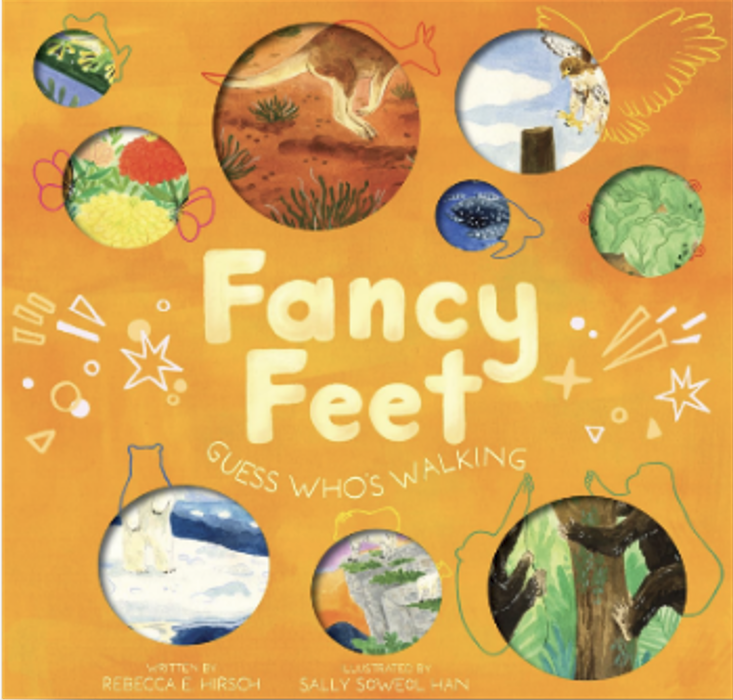 Fancy
Feet
GUESS WHO'S WALKING
WRITTEN BY
REBECCA E. HIRSCH
ILLUSTRATED BY
SALLY SOWEOL HAN